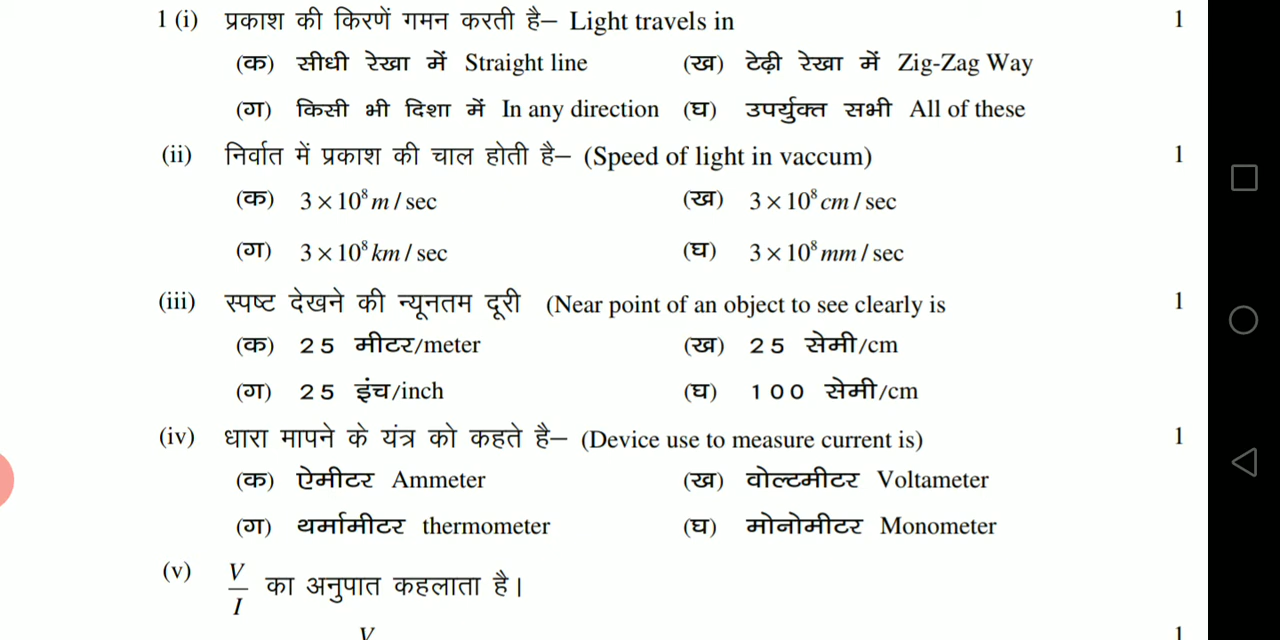 1 (i) प्रकाश की किरणें गमन करती है– Light travels in 1
(क) सीधी रेखा में Straight line (ख) टेढ़ी रेखा में Zig-Zag Way
(ग) किसी भी दिशा में In any direction (घ) उपर्युक्त सभी All of these
(ii) निर्वात में प्रकाश की चाल होती है– (Speed of light in vaccum) 1
(क) 3 × 10⁸ m / sec (ख) 3 × 10⁸ cm / sec
(ग) 3 × 10⁸ km / sec (घ) 3 × 10⁸ mm / sec
(iii) स्पष्ट देखने की न्यूनतम दूरी (Near point of an object to see clearly is 1
(क) 25 मीटर/meter (ख) 25 सेमी/cm
(ग) 25 इंच/inch (घ) 100 सेमी/cm
(iv) धारा मापने के यंत्र को कहते है– (Device use to measure current is) 1
(क) ऐमीटर Ammeter (ख) वोल्टमीटर Voltameter
(ग) थर्मामीटर thermometer (घ) मोनोमीटर Monometer
(v) V/I का अनुपात कहलाता है।
V 1